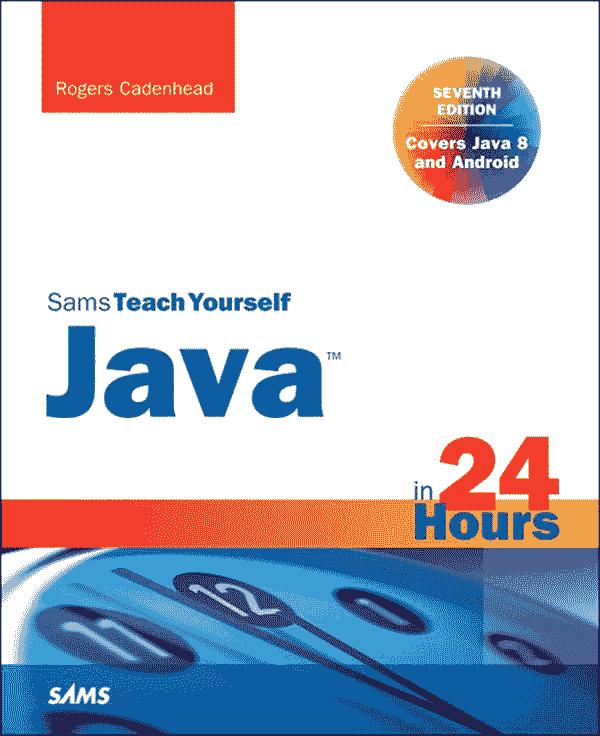 Rogers Cadenhead
SEVENTH
EDITION
Covers Java 8
and Android
Sams Teach Yourself
Java™
in 24
Hours
11
12
1
2
SAMS